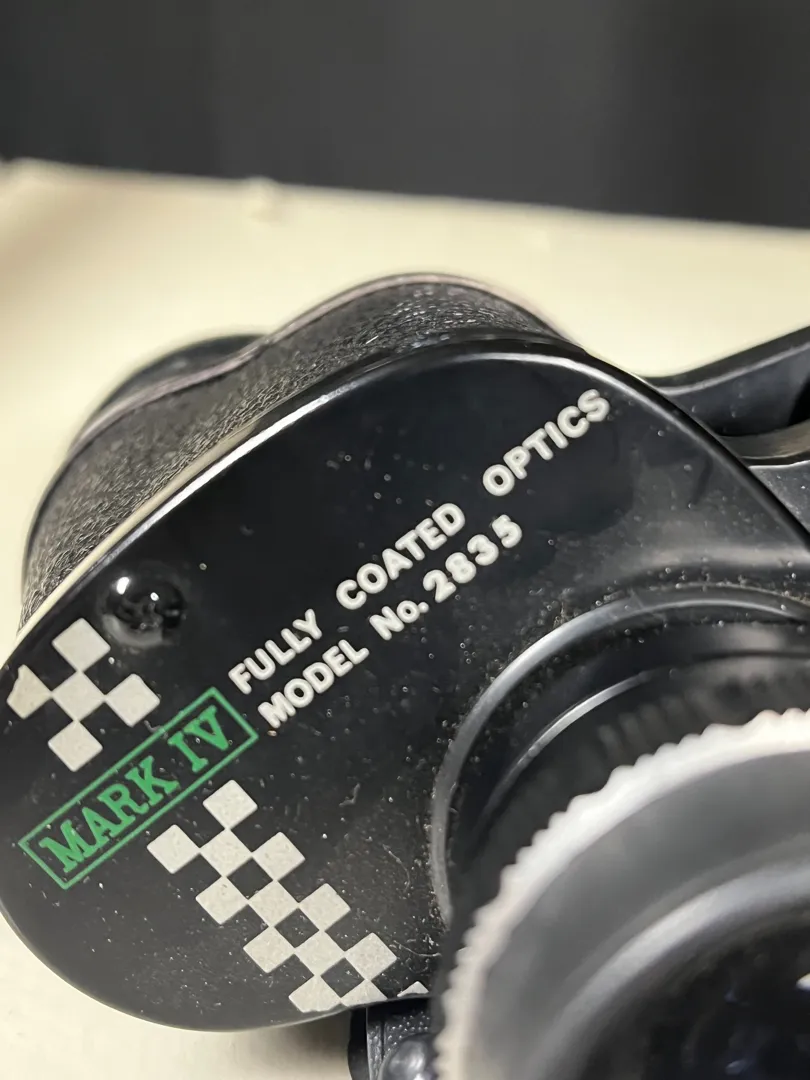 FULLY COATED OPTICS
MODEL No. 2835
MARK IV